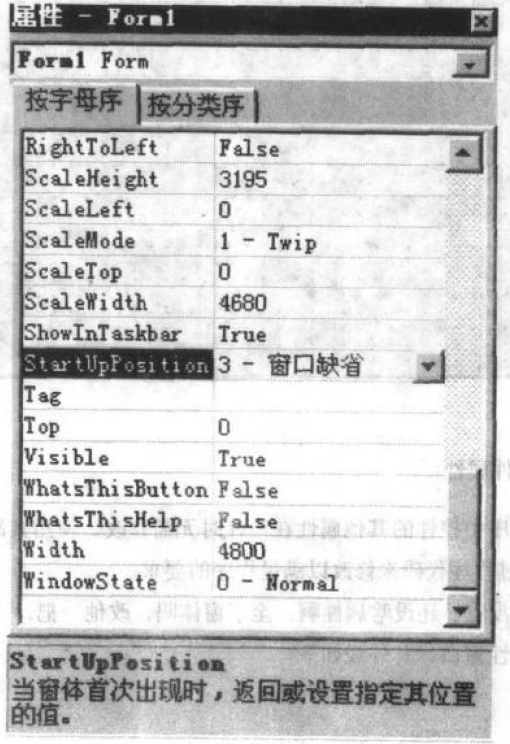 属性 - Form1
Form1 Form
按字母序 按分类序
RightToLeft False
ScaleHeight 3195
ScaleLeft 0
ScaleMode 1 - Twip
ScaleTop 0
ScaleWidth 4680
ShowInTaskbar True
StartUpPosition 3 - 窗口缺省
Tag
Top 0
Visible True
WhatsThisButton False
WhatsThisHelp False
Width 4800
WindowState 0 - Normal
StartUpPosition
当窗体首次出现时，返回或设置指定其位置
的值。